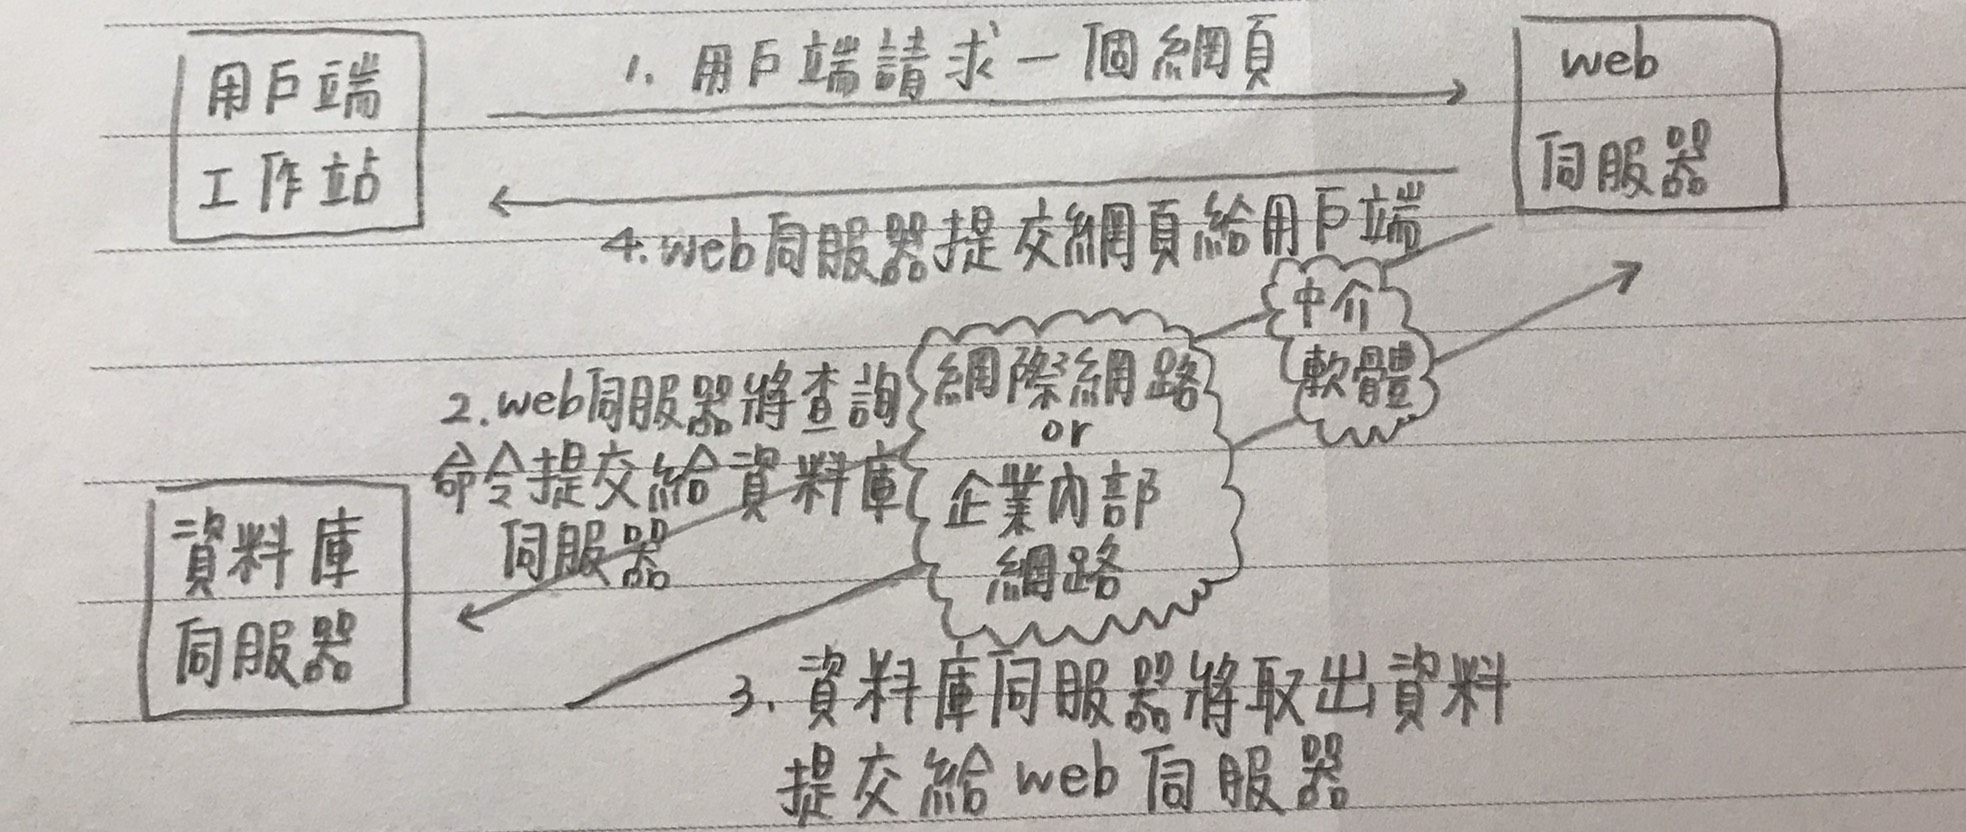 用戶端
工作站
1. 用戶端請求一個網頁
web
伺服器
4. web伺服器提交網頁給用戶端
中介
軟體
網際網路
or
企業內部
網路
2. web伺服器將查詢
命令提交給資料庫
伺服器
資料庫
伺服器
3. 資料庫伺服器將取出資料
提交給web伺服器